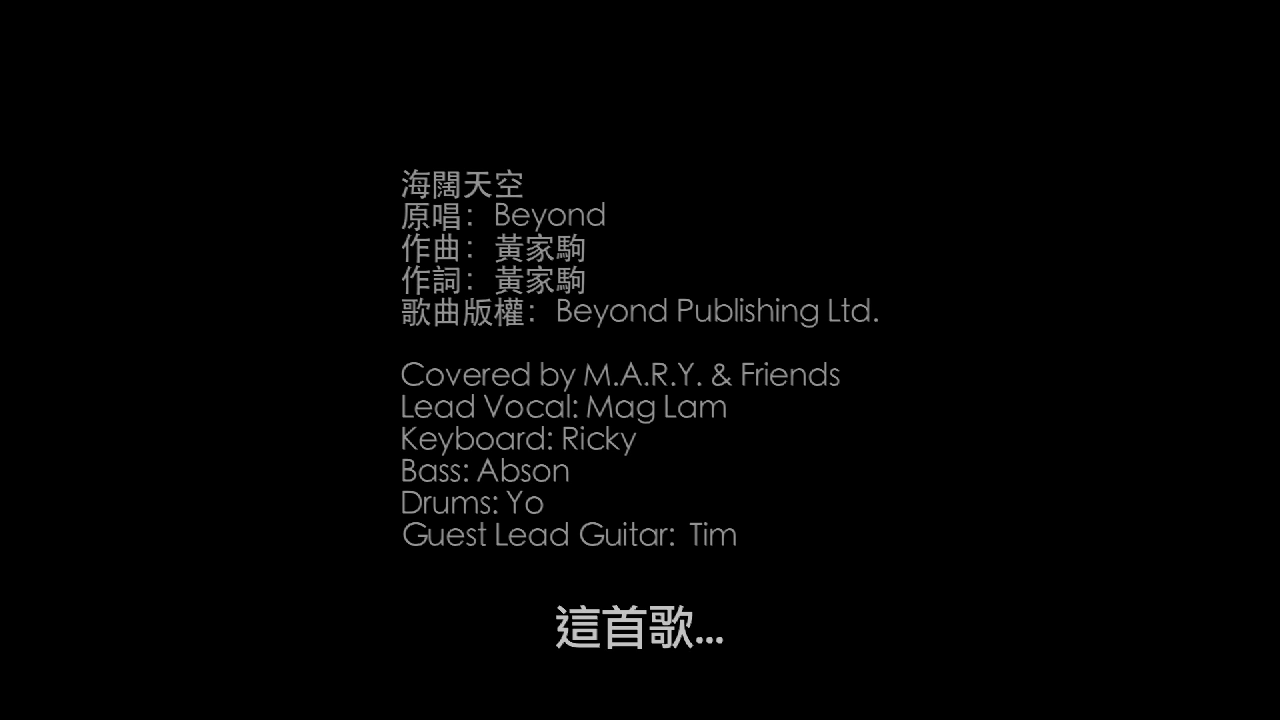 海闊天空
原唱：Beyond
作曲：黃家駒
作詞：黃家駒
歌曲版權：Beyond Publishing Ltd.
Covered by M.A.R.Y. & Friends
Lead Vocal: Mag Lam
Keyboard: Ricky
Bass: Abson
Drums: Yo
Guest Lead Guitar: Tim
這首歌...